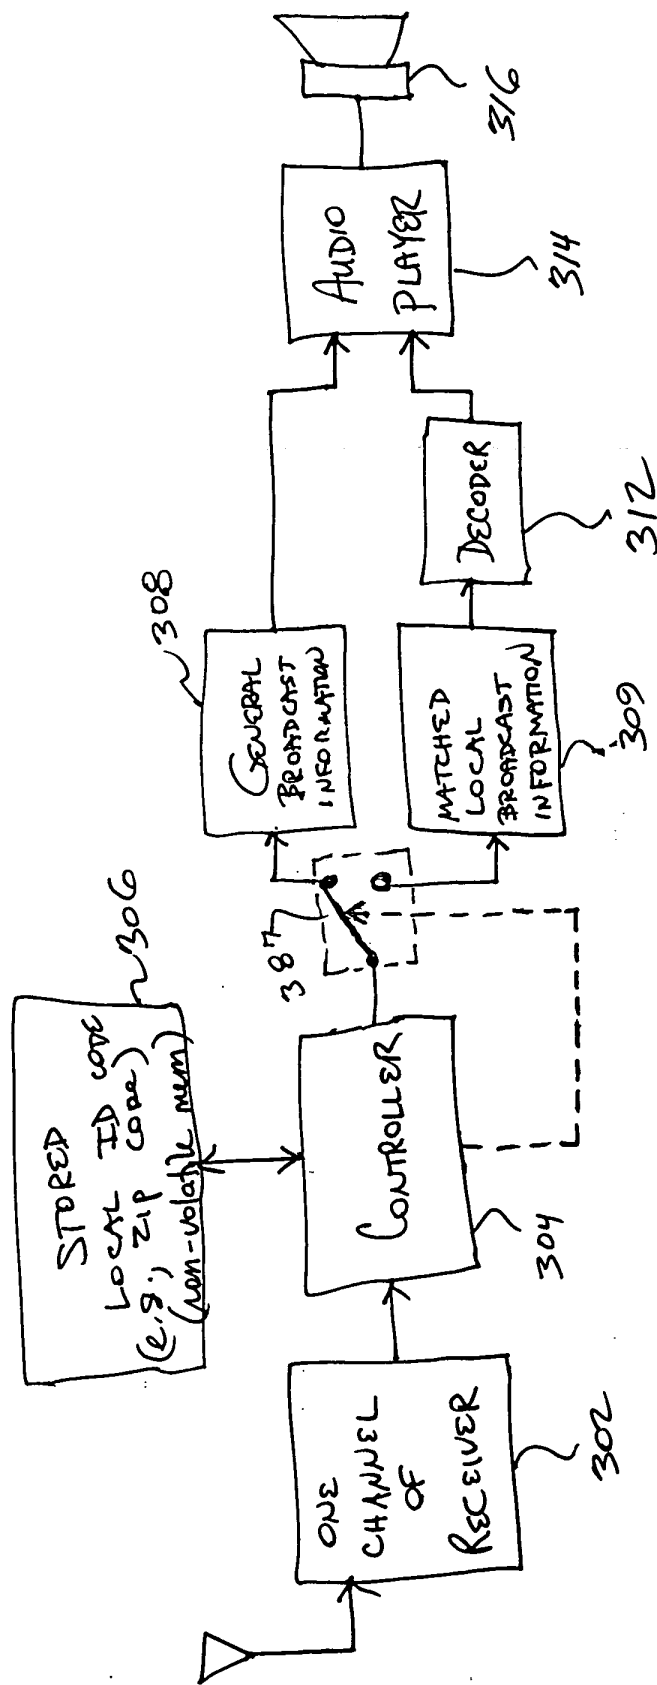 STORED
LOCAL ID CODE
(e.g., ZIP code)
(non-volatile mem)
306
ONE
CHANNEL
OF
RECEIVER
302
CONTROLLER
304
387
GENERAL
BROADCAST
INFORMATION
308
MATCHED
LOCAL
BROADCAST
INFORMATION
309
DECODER
312
AUDIO
PLAYER
314
316